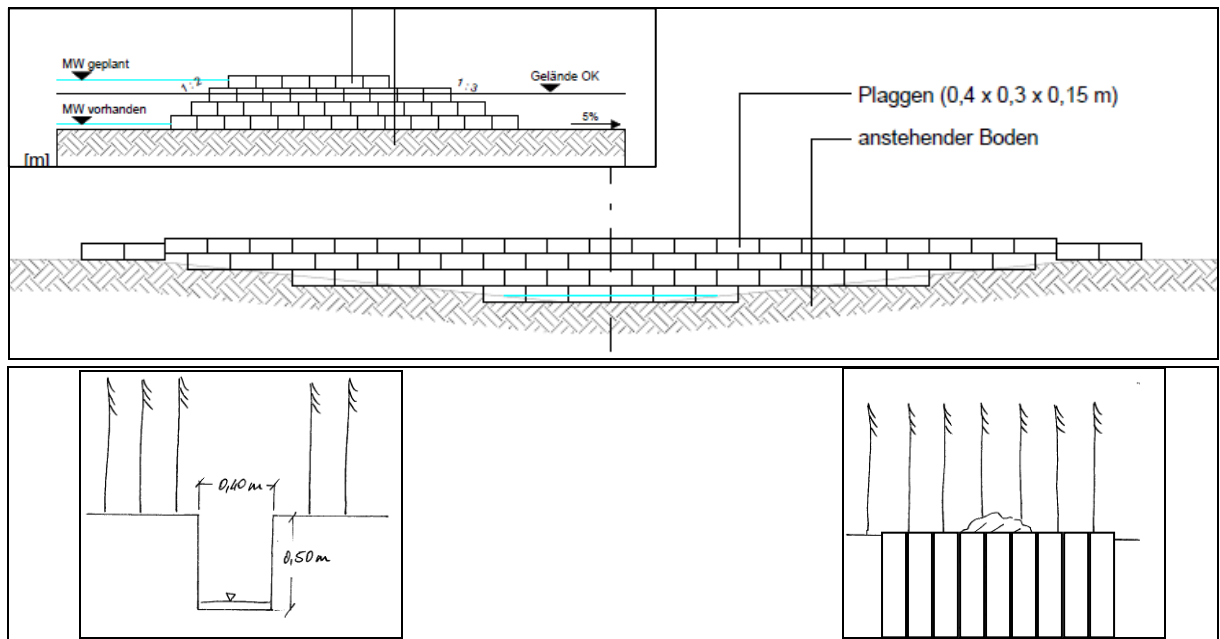 MW geplant
1:2
1:3
Gelände OK
MW vorhanden
5%
[m]
Plaggen (0,4 x 0,3 x 0,15 m)
anstehender Boden
0,40 m
0,50 m